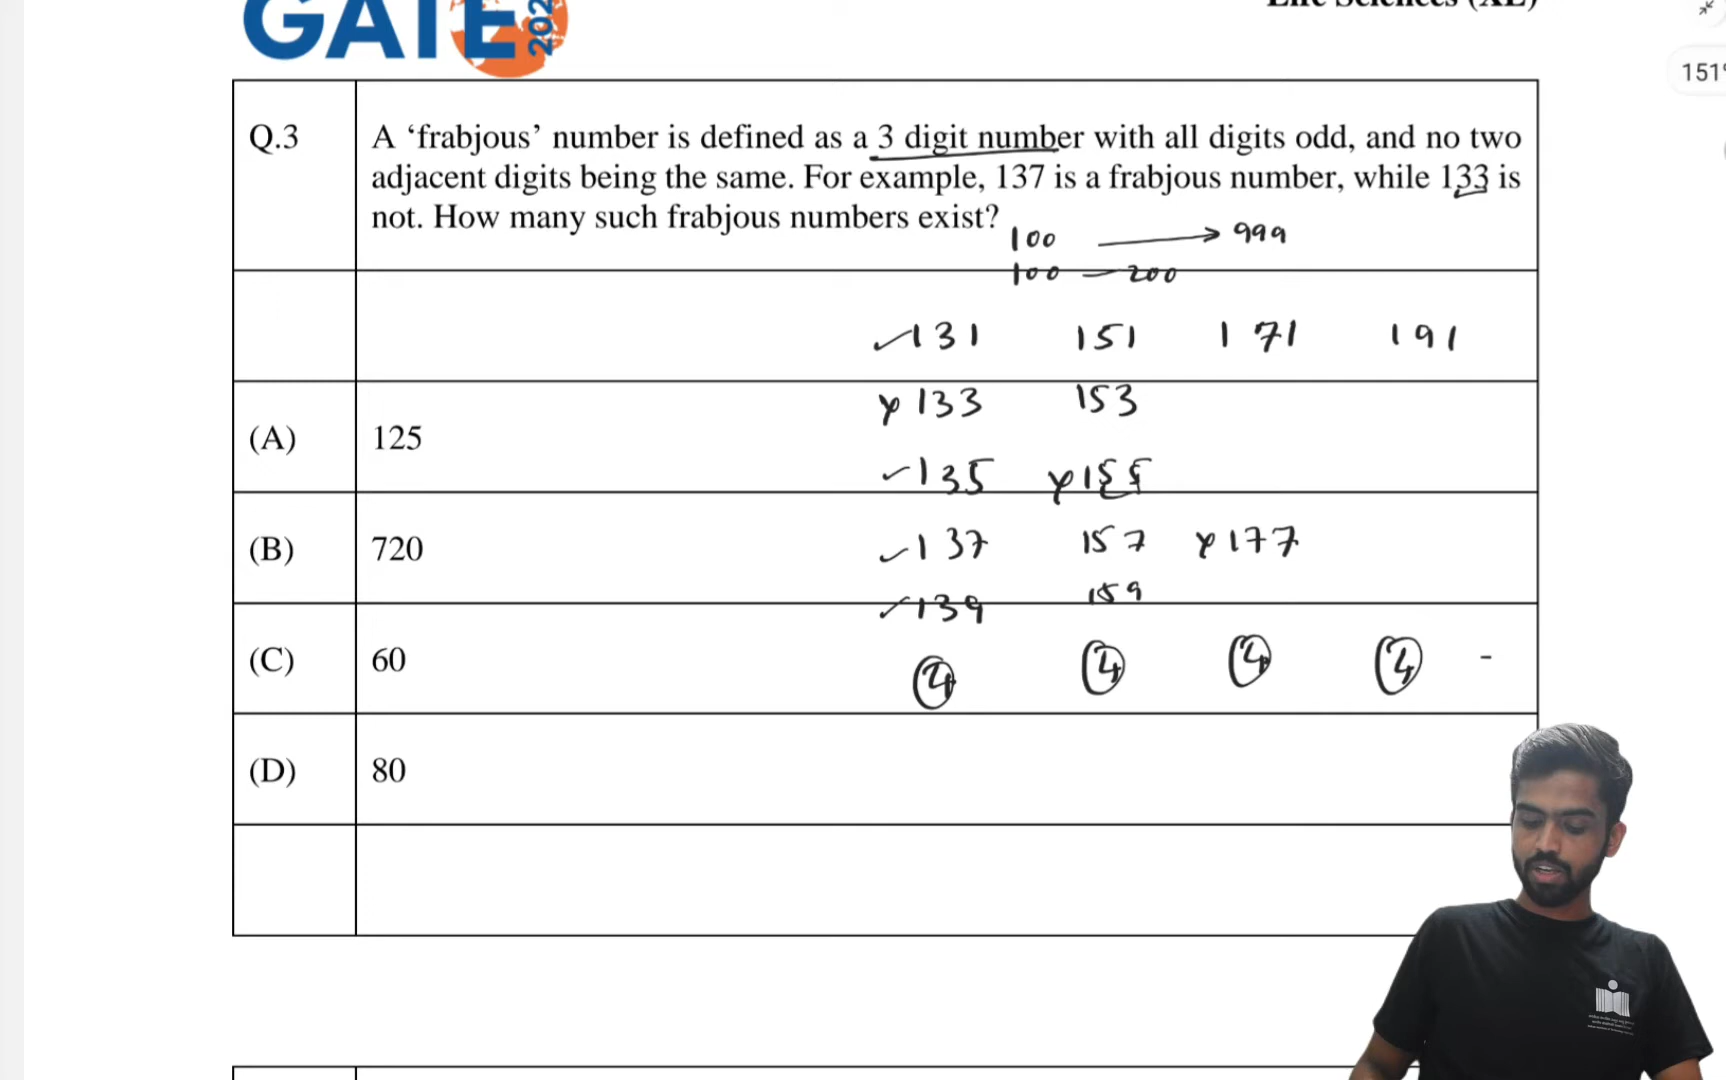 GATE 202
Life Sciences (XL)
151
Q.3
A ‘frabjous’ number is defined as a 3 digit number with all digits odd, and no two
adjacent digits being the same. For example, 137 is a frabjous number, while 133 is
not. How many such frabjous numbers exist?
100 → 999
100 — 200
✓131 151 171 191
x 133 153
(A) 125
✓135 x155
(B) 720
✓137 157 x177
✓139 159
(C) 60
4 4 4 4 -
(D) 80